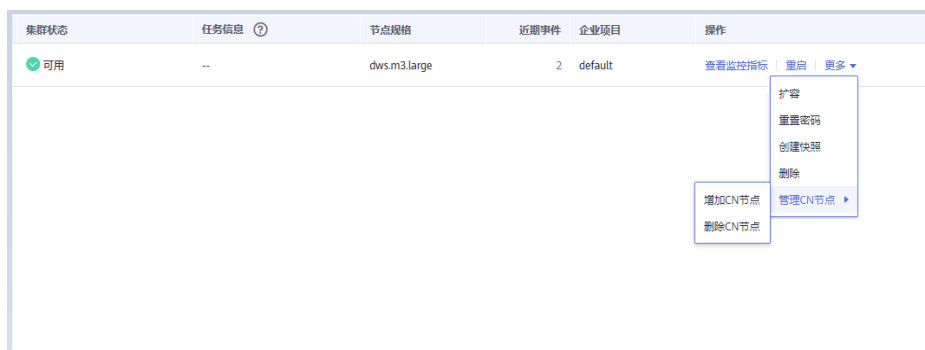 集群状态 任务信息 ? 节点规格 近期事件 企业项目 操作
可用 -- dws.m3.large 2 default 查看监控指标 重启 更多
扩容
重置密码
创建快照
删除
增加CN节点 管理CN节点
删除CN节点